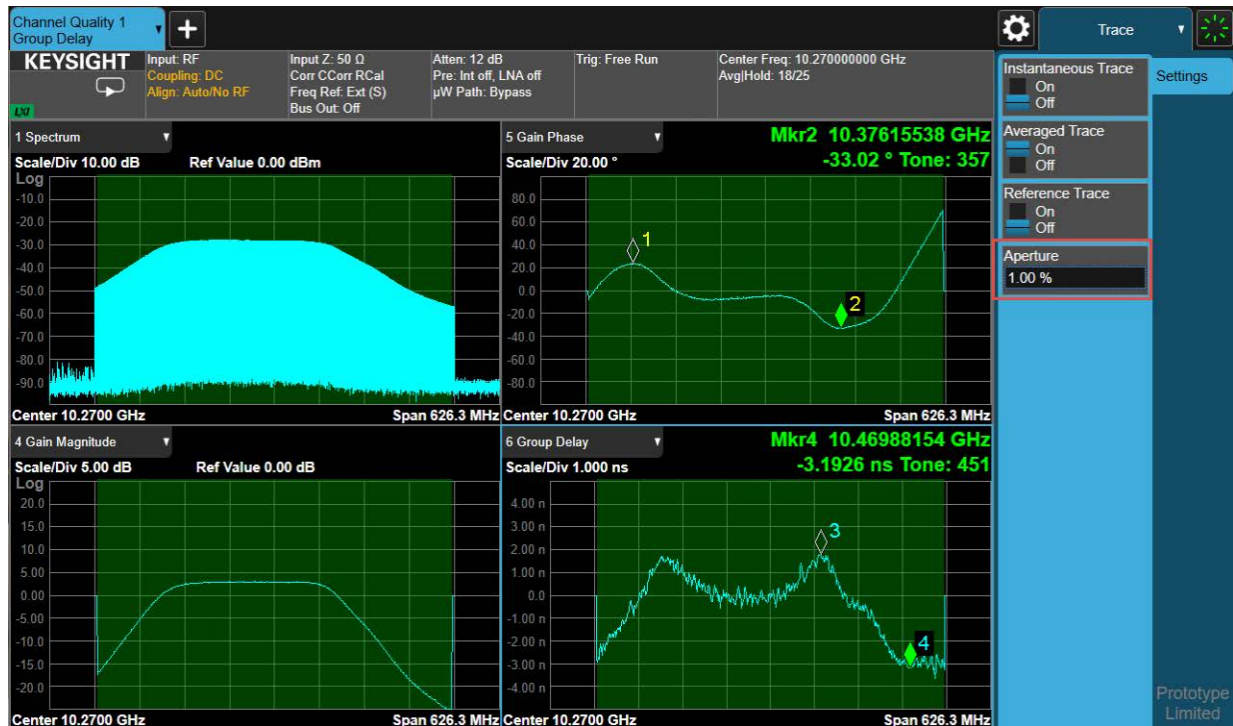 Channel Quality 1
Group Delay
Trace
KEYSIGHT
LXI
Input: RF
Coupling: DC
Align: Auto/No RF
Input Z: 50 Ω
Corr CCorr RCal
Freq Ref: Ext (S)
Bus Out: Off
Atten: 12 dB
Pre: Int off, LNA off
µW Path: Bypass
Trig: Free Run
Center Freq: 10.270000000 GHz
Avg|Hold: 18/25
1 Spectrum
Scale/Div 10.00 dB
Ref Value 0.00 dBm
Log
-10.0
-20.0
-30.0
-40.0
-50.0
-60.0
-70.0
-80.0
-90.0
Center 10.2700 GHz
Span 626.3 MHz
5 Gain Phase
Mkr2 10.37615538 GHz
Scale/Div 20.00 °
-33.02 ° Tone: 357
80.0
60.0
40.0
20.0
0.0
-20.0
-40.0
-60.0
-80.0
1
2
Center 10.2700 GHz
Span 626.3 MHz
4 Gain Magnitude
Scale/Div 5.00 dB
Ref Value 0.00 dB
Log
20.0
15.0
10.0
5.00
0.00
-5.00
-10.0
-15.0
-20.0
Center 10.2700 GHz
Span 626.3 MHz
6 Group Delay
Mkr4 10.46988154 GHz
Scale/Div 1.000 ns
-3.1926 ns Tone: 451
4.00 n
3.00 n
2.00 n
1.00 n
0.00
-1.00 n
-2.00 n
-3.00 n
-4.00 n
3
4
Center 10.2700 GHz
Span 626.3 MHz
Instantaneous Trace
On
Off
Averaged Trace
On
Off
Reference Trace
On
Off
Aperture
1.00 %
Settings
Prototype
Limited